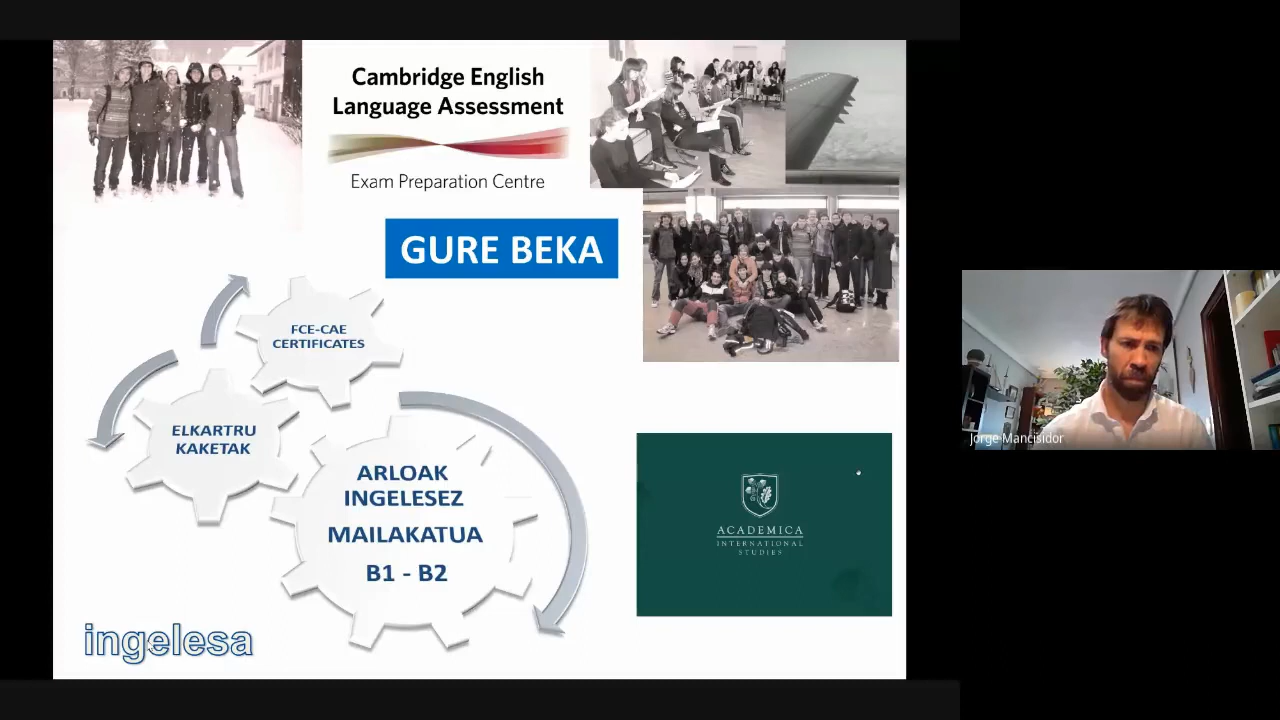 Cambridge English
Language Assessment
Exam Preparation Centre
GURE BEKA
FCE-CAE
CERTIFICATES
ELKARTRU
KAKETAK
ARLOAK
INGELESEZ
MAILAKATUA
B1 - B2
ingelesa
ACADEMICA
INTERNATIONAL
STUDIES
Jorge Mancisidor